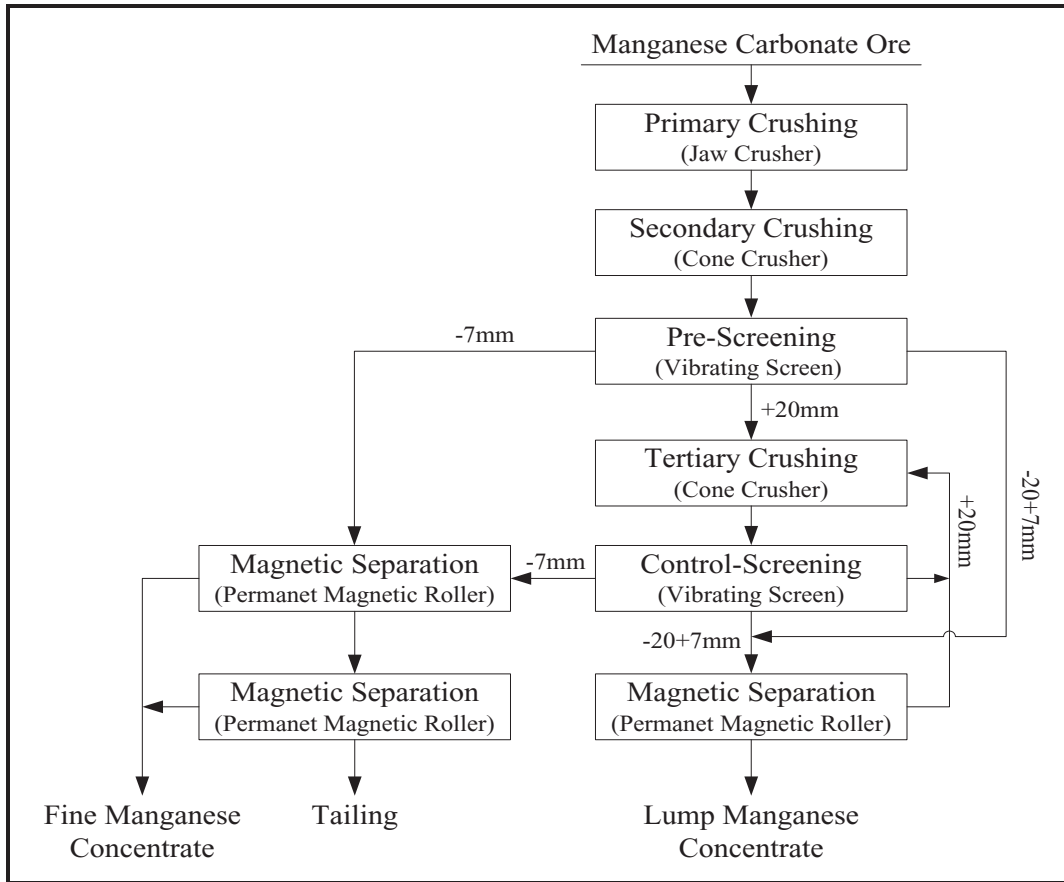 Manganese Carbonate Ore
Primary Crushing
(Jaw Crusher)
Secondary Crushing
(Cone Crusher)
-7mm
Pre-Screening
(Vibrating Screen)
+20mm
Tertiary Crushing
(Cone Crusher)
+20mm
-20+7mm
Magnetic Separation
(Permanet Magnetic Roller)
-7mm
Control-Screening
(Vibrating Screen)
-20+7mm
Magnetic Separation
(Permanet Magnetic Roller)
Magnetic Separation
(Permanet Magnetic Roller)
Fine Manganese
Concentrate
Tailing
Lump Manganese
Concentrate